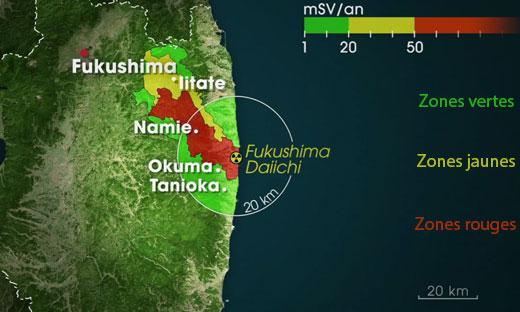 mSV/an
1 20 50
Fukushima
Iitate
Zones vertes
Namie
Fukushima
Daiichi
Zones jaunes
Okuma
Tanioka
20 km
Zones rouges
20 km